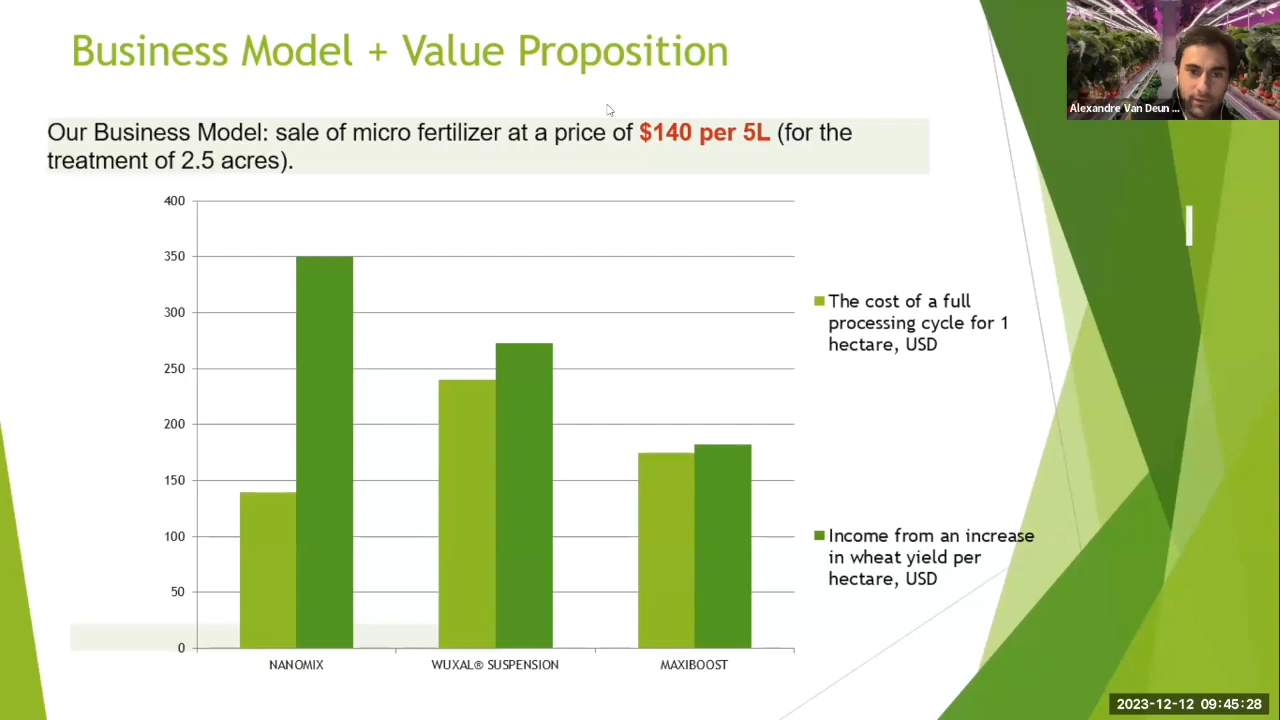 Business Model + Value Proposition
Alexandre Van Deun ...
Our Business Model: sale of micro fertilizer at a price of $140 per 5L (for the
treatment of 2.5 acres).
400
350
300
250
200
150
100
50
0
NANOMIX
WUXAL® SUSPENSION
MAXIBOOST
The cost of a full
processing cycle for 1
hectare, USD
Income from an increase
in wheat yield per
hectare, USD
2023-12-12 09:45:28